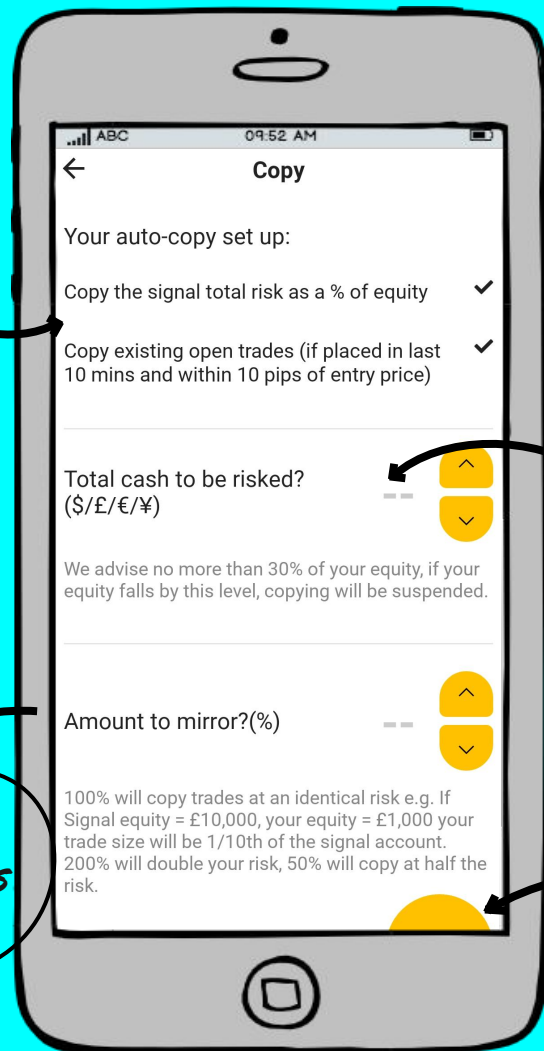 ABC 09:52 AM
Copy
Your auto-copy set up:
Copy the signal total risk as a % of equity
Copy existing open trades (if placed in last
10 mins and within 10 pips of entry price)
Total cash to be risked?
($/£/€/¥)
--
We advise no more than 30% of your equity, if your
equity falls by this level, copying will be suspended.
Amount to mirror?(%)
--
100% will copy trades at an identical risk e.g. If
Signal equity = £10,000, your equity = £1,000 your
trade size will be 1/10th of the signal account.
200% will double your risk, 50% will copy at half the
risk.